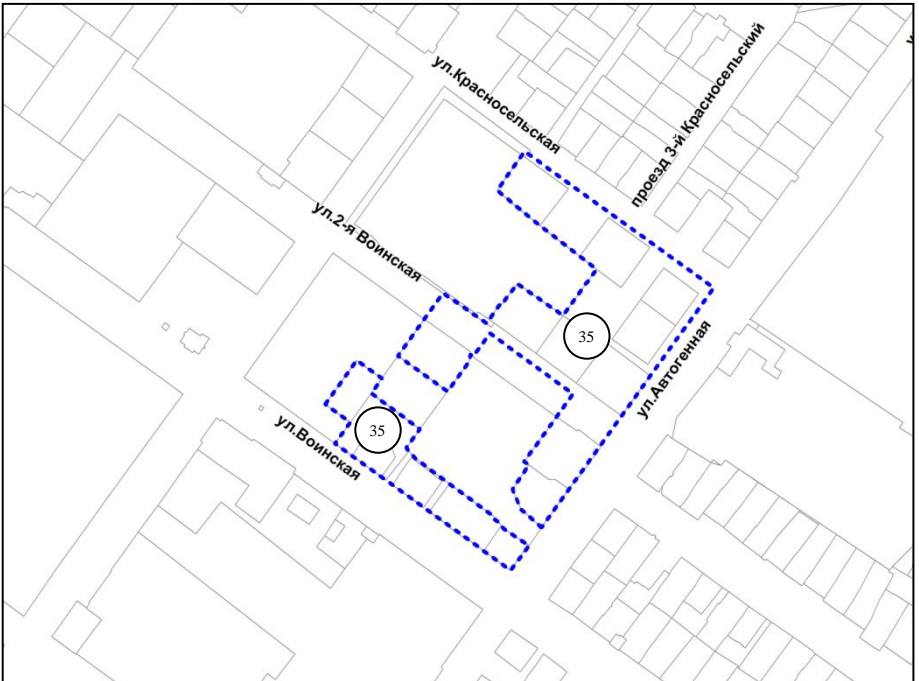 ул.Красносельская
проезд 3-й Красносельский
ул.2-я Воинская
35
ул.Автогенная
35
ул.Воинская